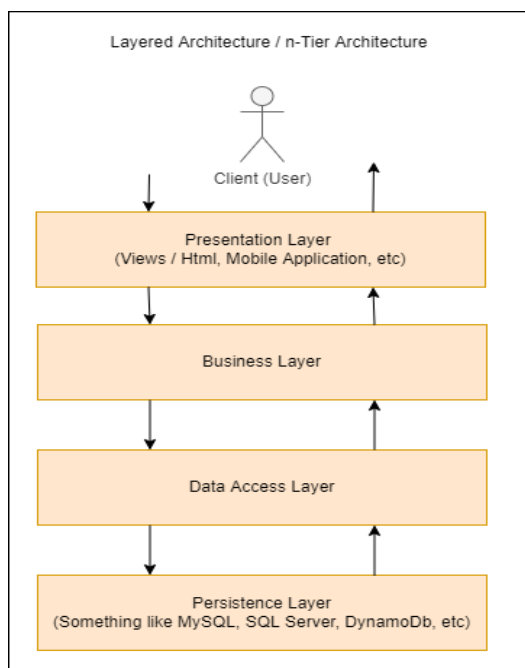 Layered Architecture / n-Tier Architecture
Client (User)
Presentation Layer
(Views / Html, Mobile Application, etc)
Business Layer
Data Access Layer
Persistence Layer
(Something like MySQL, SQL Server, DynamoDb, etc)